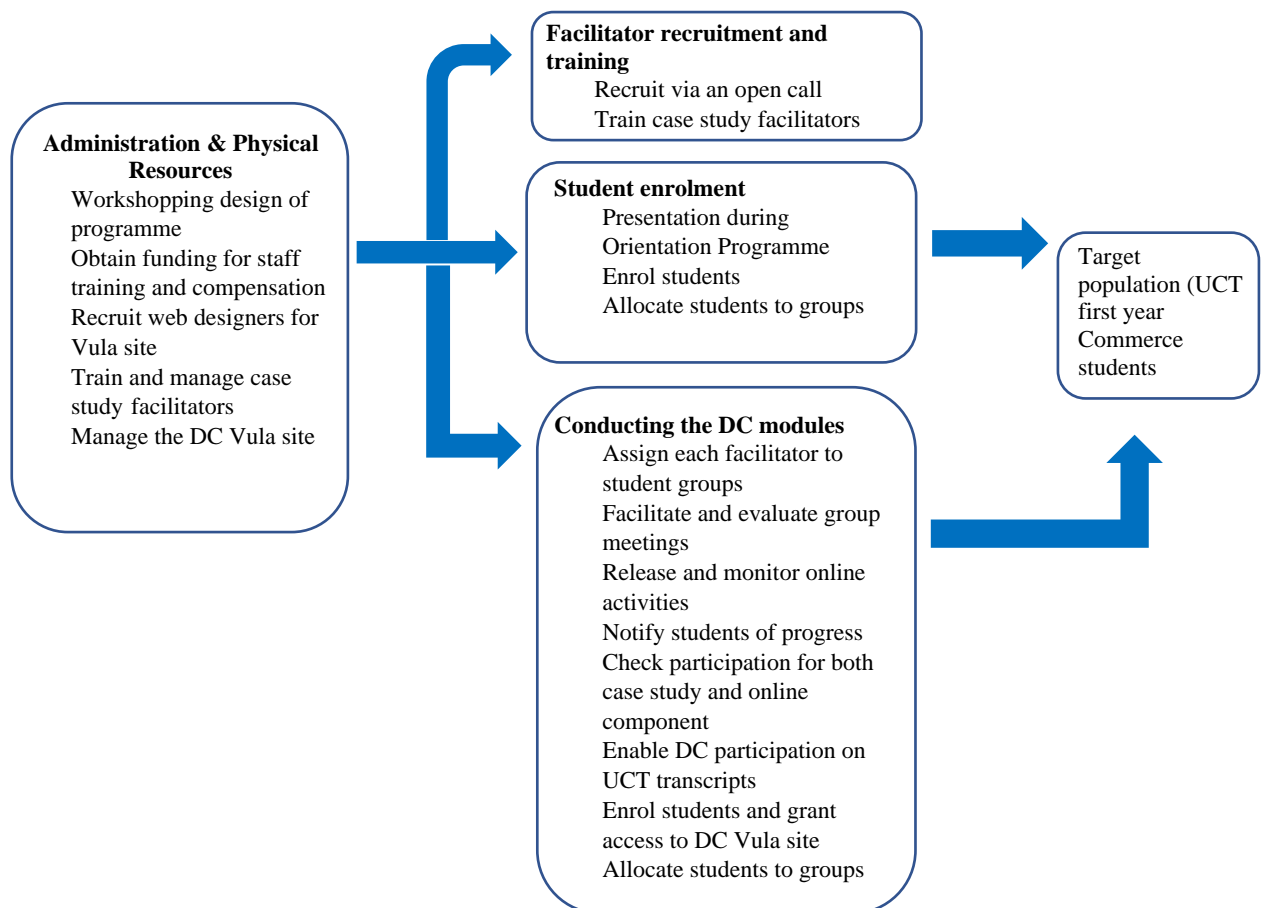 Administration & Physical
Resources
Workshopping design of
programme
Obtain funding for staff
training and compensation
Recruit web designers for
Vula site
Train and manage case
study facilitators
Manage the DC Vula site
Facilitator recruitment and
training
Recruit via an open call
Train case study facilitators
Student enrolment
Presentation during
Orientation Programme
Enrol students
Allocate students to groups
Conducting the DC modules
Assign each facilitator to
student groups
Facilitate and evaluate group
meetings
Release and monitor online
activities
Notify students of progress
Check participation for both
case study and online
component
Enable DC participation on
UCT transcripts
Enrol students and grant
access to DC Vula site
Allocate students to groups
Target
population (UCT
first year
Commerce
students